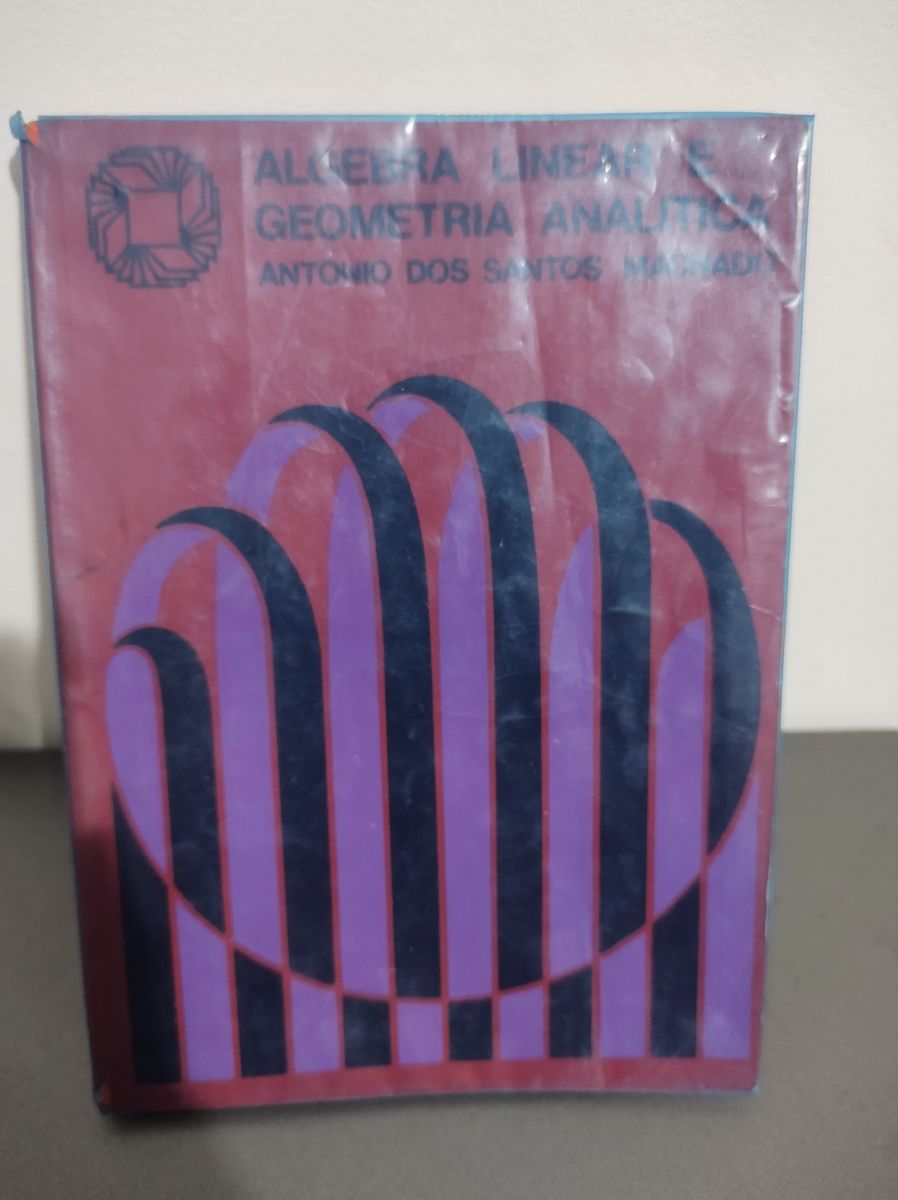 ALGEBRA LINEAR E
GEOMETRIA ANALITICA
ANTONIO DOS SANTOS MACHADO